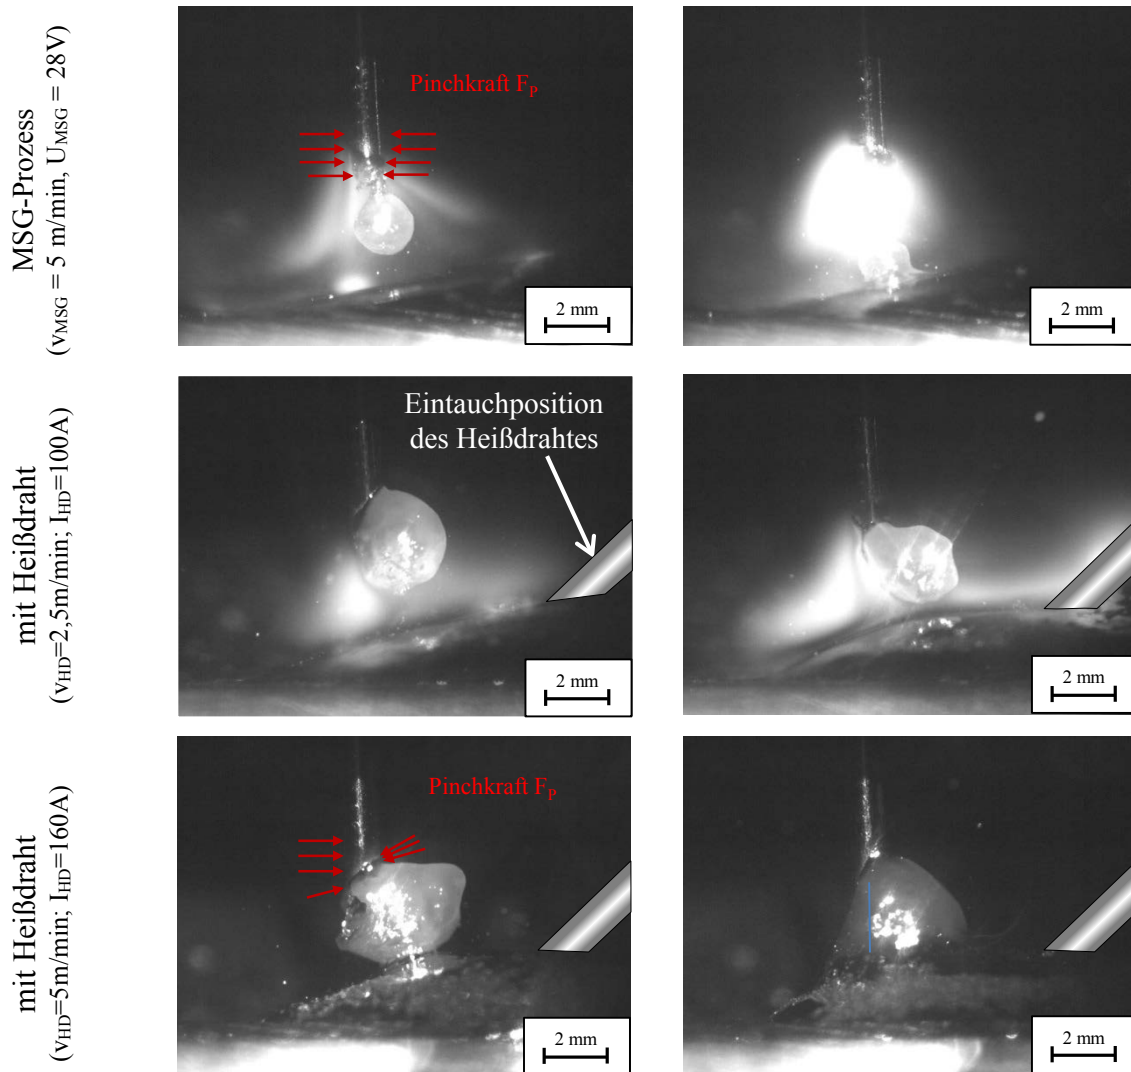 MSG-Prozess
(vMSG = 5 m/min, UMSG = 28V)
Pinchkraft FP
2 mm
2 mm
mit Heißdraht
(vHD=2,5m/min; IHD=100A)
Eintauchposition
des Heißdrahtes
2 mm
2 mm
mit Heißdraht
(vHD=5m/min; IHD=160A)
Pinchkraft FP
2 mm
2 mm